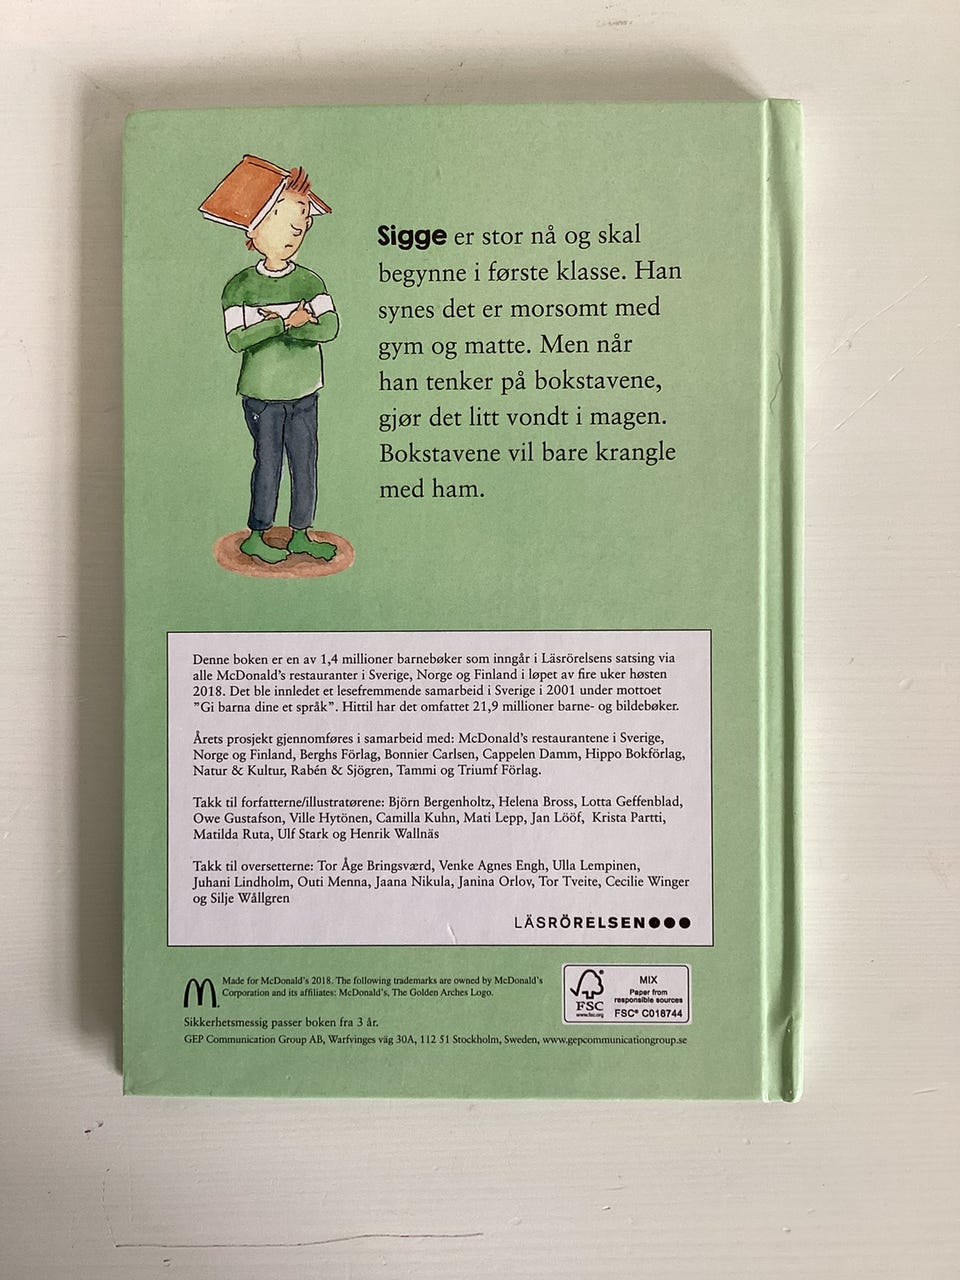 Sigge er stor nå og skal
begynne i første klasse. Han
synes det er morsomt med
gym og matte. Men når
han tenker på bokstavene,
gjør det litt vondt i magen.
Bokstavene vil bare krangle
med ham.
Denne boken er en av 1,4 millioner barnebøker som inngår i Läsrörelsens satsing via
alle McDonald's restauranter i Sverige, Norge og Finland i løpet av fire uker høsten
2018. Det ble innledet et lesefremmende samarbeid i Sverige i 2001 under mottoet
"Gi barna dine et språk". Hittil har det omfattet 21,9 millioner barne- og bildebøker.
Årets prosjekt gjennomføres i samarbeid med: McDonald's restaurantene i Sverige,
Norge og Finland, Berghs Förlag, Bonnier Carlsen, Cappelen Damm, Hippo Bokförlag,
Natur & Kultur, Rabén & Sjögren, Tammi og Triumf Förlag.
Takk til forfatterne/illustratørene: Björn Bergenholtz, Helena Bross, Lotta Geffenblad,
Owe Gustafson, Ville Hytönen, Camilla Kuhn, Mati Lepp, Jan Lööf, Krista Partti,
Matilda Ruta, Ulf Stark og Henrik Wallnäs
Takk til oversetterne: Tor Åge Bringsværd, Venke Agnes Engh, Ulla Lempinen,
Juhani Lindholm, Outi Menna, Jaana Nikula, Janina Orlov, Tor Tveite, Cecilie Winger
og Silje Wållgren
LÄSRÖRELSEN●●●
Made for McDonald's 2018. The following trademarks are owned by McDonald's
Corporation and its affiliates: McDonald's, The Golden Arches Logo.
FSC
www.fsc.org
MIX
Paper from
responsible sources
FSC® C018744
Sikkerhetsmessig passer boken fra 3 år.
GEP Communication Group AB, Warfvinges väg 30A, 112 51 Stockholm, Sweden, www.gepcommunicationgroup.se